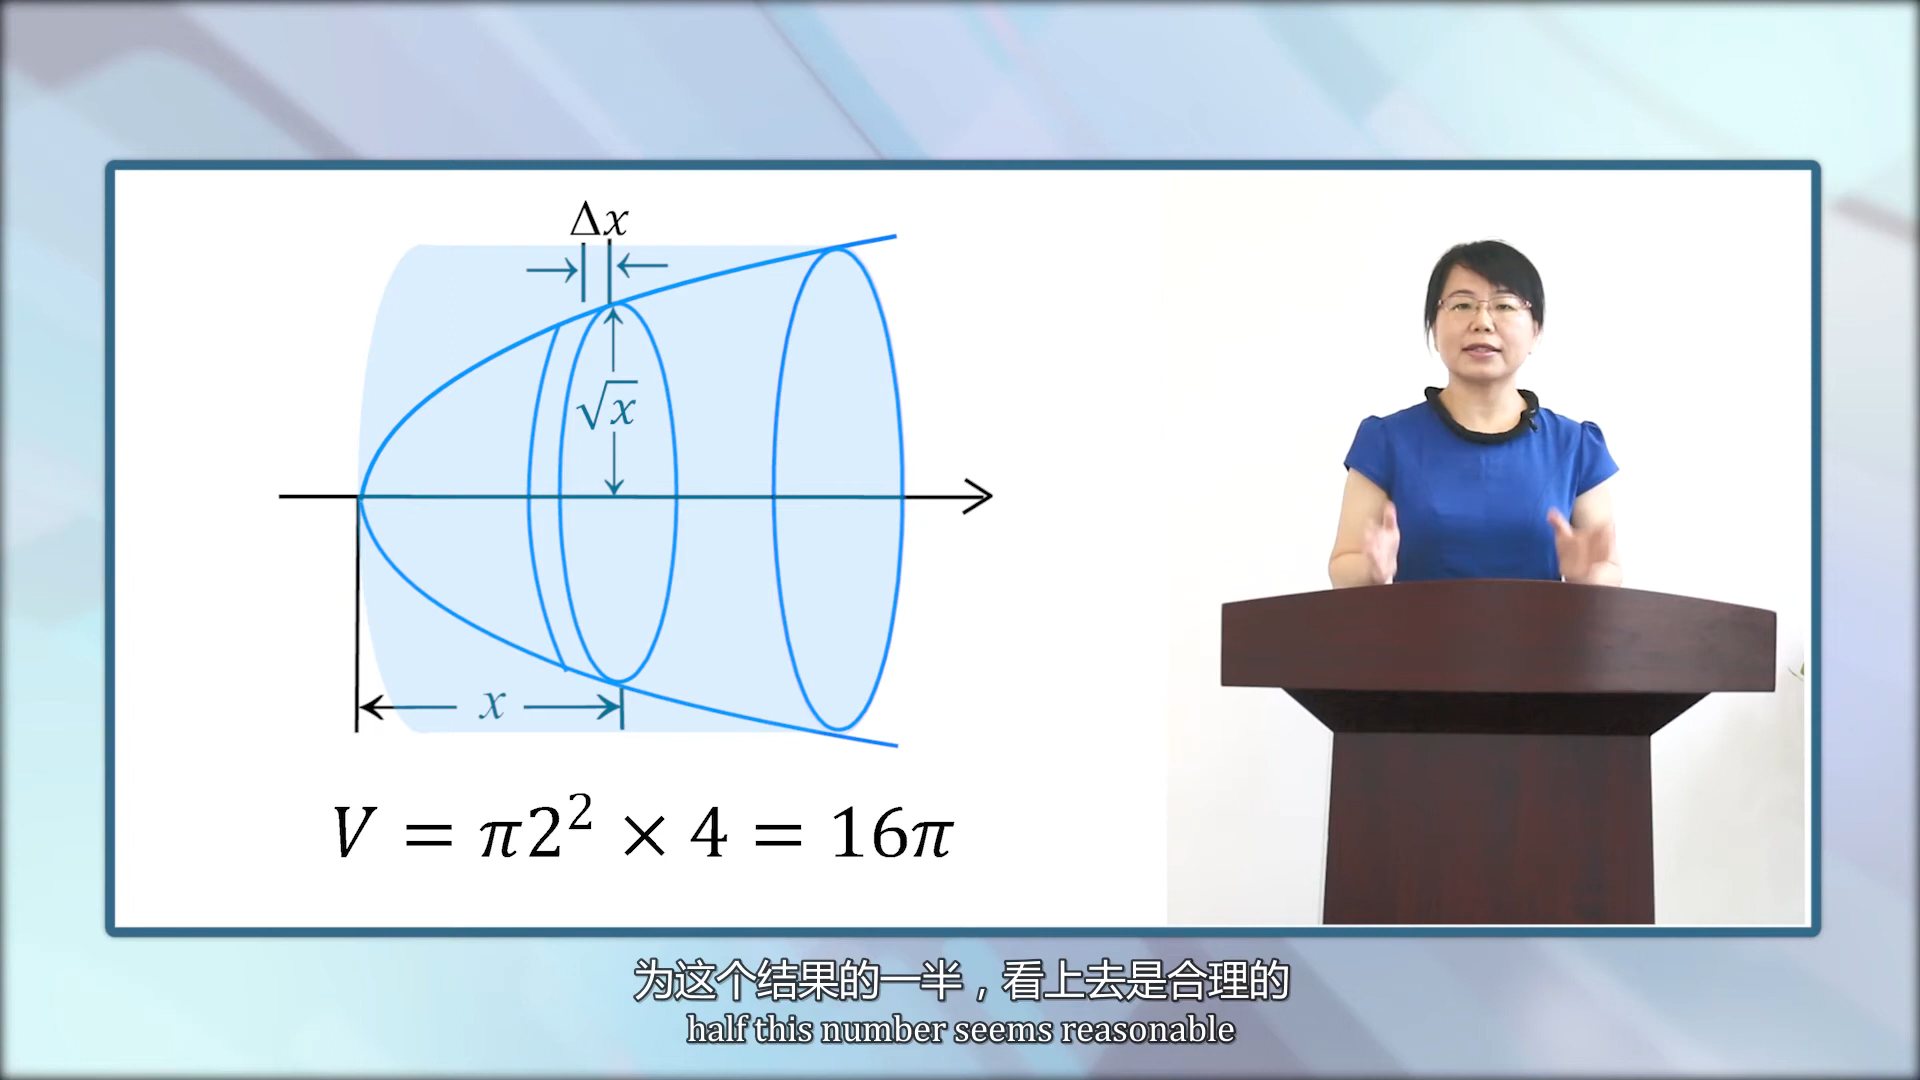 Δx
√x
x
V = π2² × 4 = 16π
为这个结果的一半，看上去是合理的
half this number seems reasonable